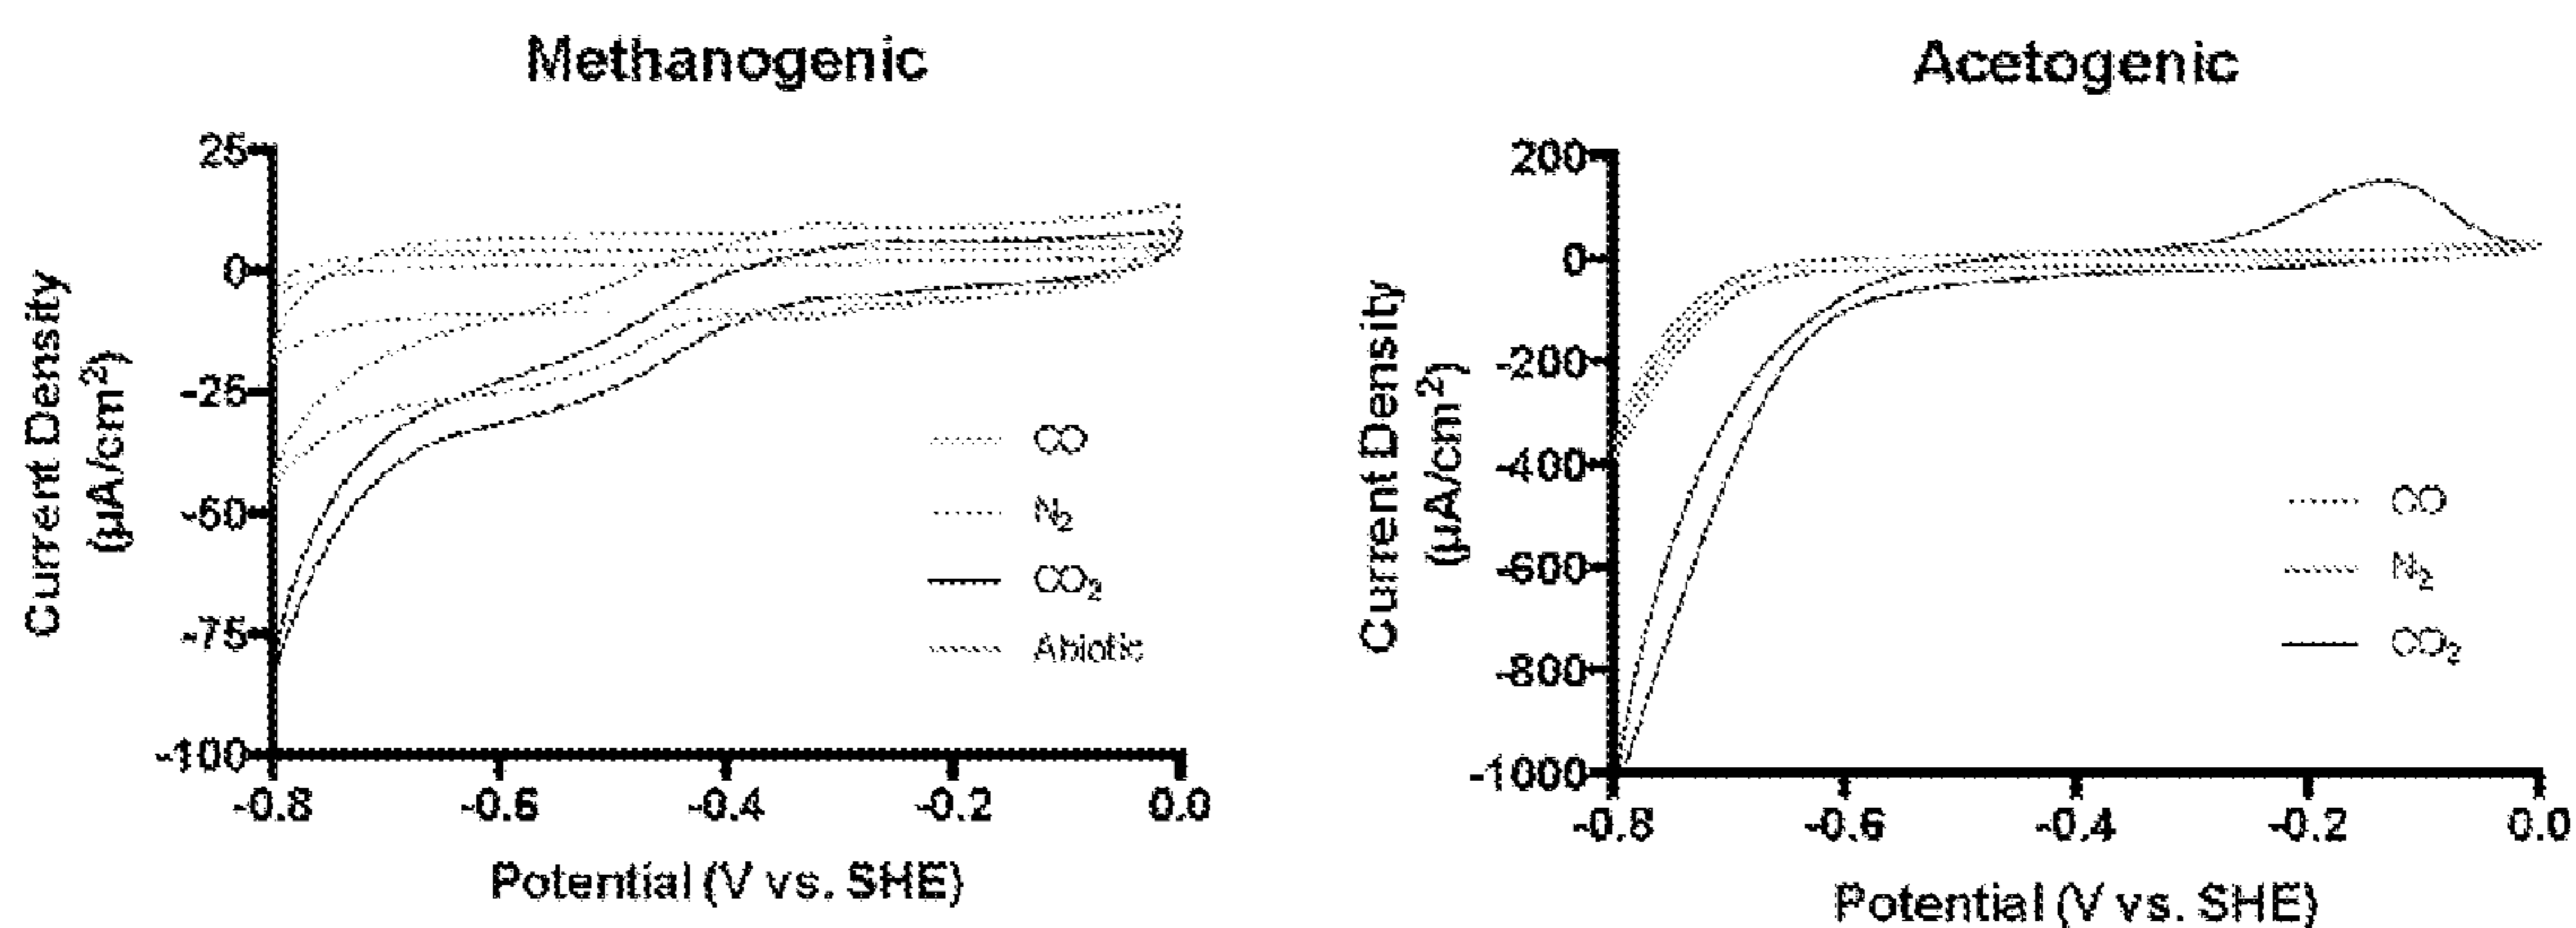 Methanogenic
25
0
-25
-50
-75
-100
-0.8
-0.6
-0.4
-0.2
0.0
Current Density
(µA/cm²)
Potential (V vs. SHE)
CO
N₂
CO₂
Abiotic
Acetogenic
200
0
-200
-400
-600
-800
-1000
-0.8
-0.6
-0.4
-0.2
0.0
Current Density
(µA/cm²)
Potential (V vs. SHE)
CO
N₂
CO₂